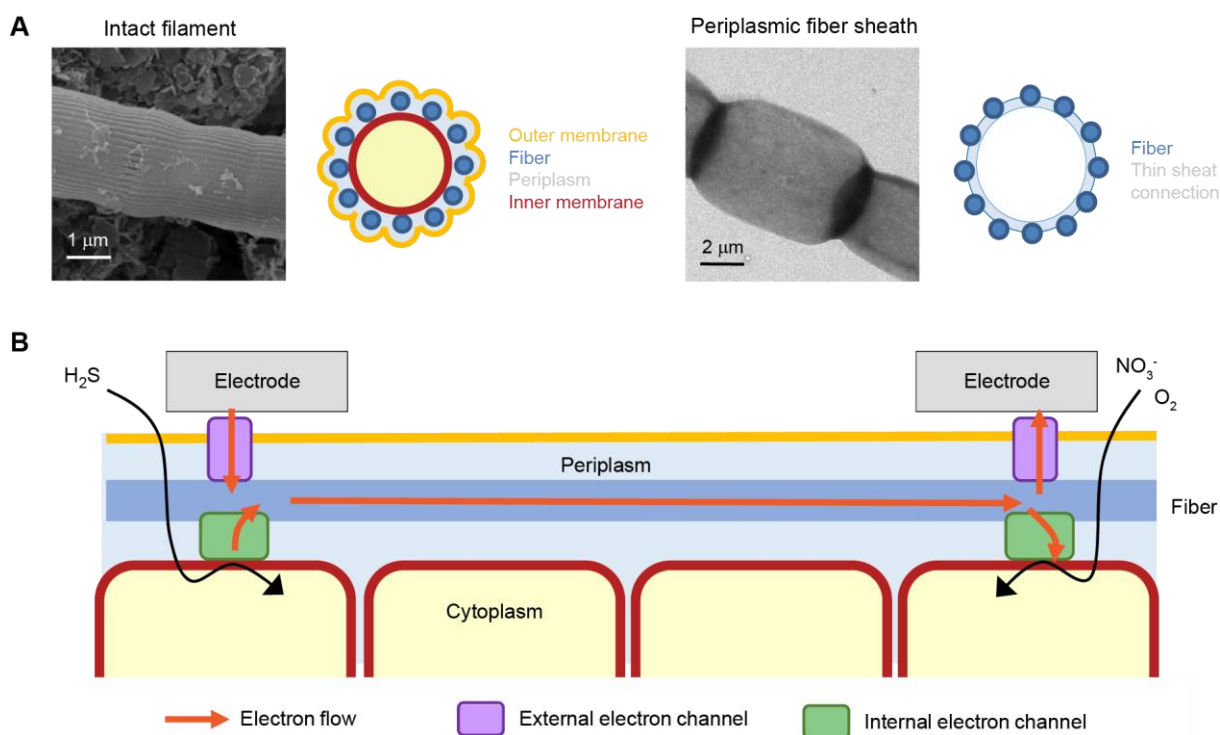 A
Intact filament
Periplasmic fiber sheath
1 μm
Outer membrane
Fiber
Periplasm
Inner membrane
2 μm
Fiber
Thin sheat
connection
B
H₂S
Electrode
Electrode
NO₃⁻
O₂
Periplasm
Fiber
Cytoplasm
Electron flow
External electron channel
Internal electron channel